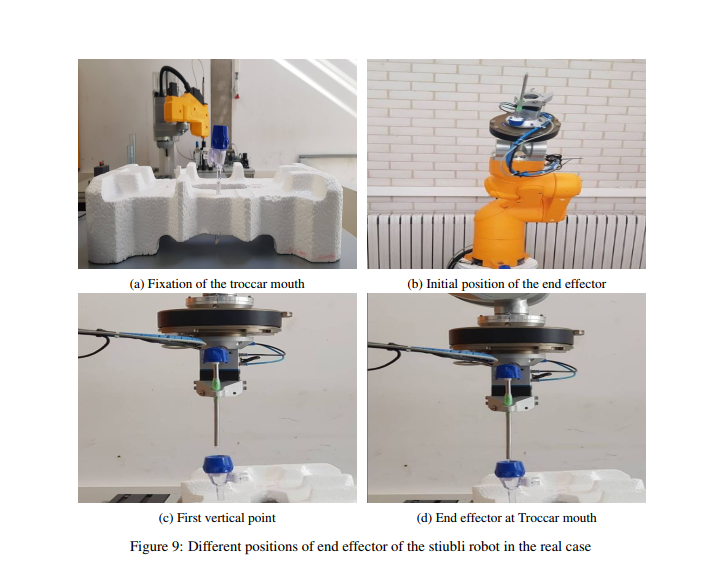 (a) Fixation of the troccar mouth
(b) Initial position of the end effector
(c) First vertical point
(d) End effector at Troccar mouth
Figure 9: Different positions of end effector of the stiubli robot in the real case